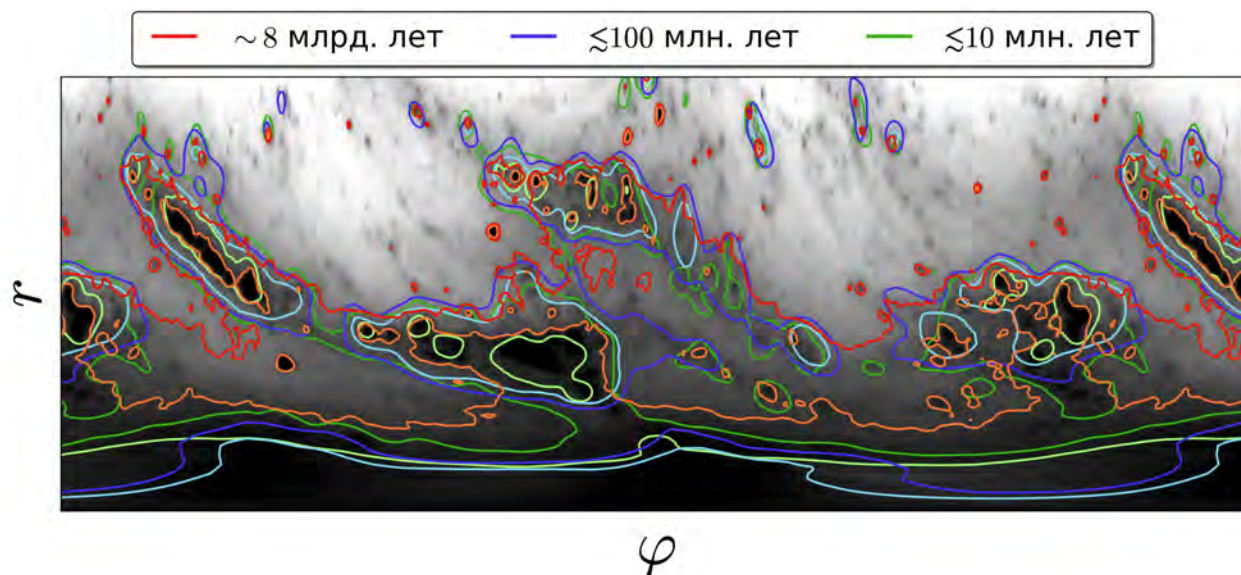 ~ 8 млрд. лет ≲100 млн. лет ≲10 млн. лет
r
φ